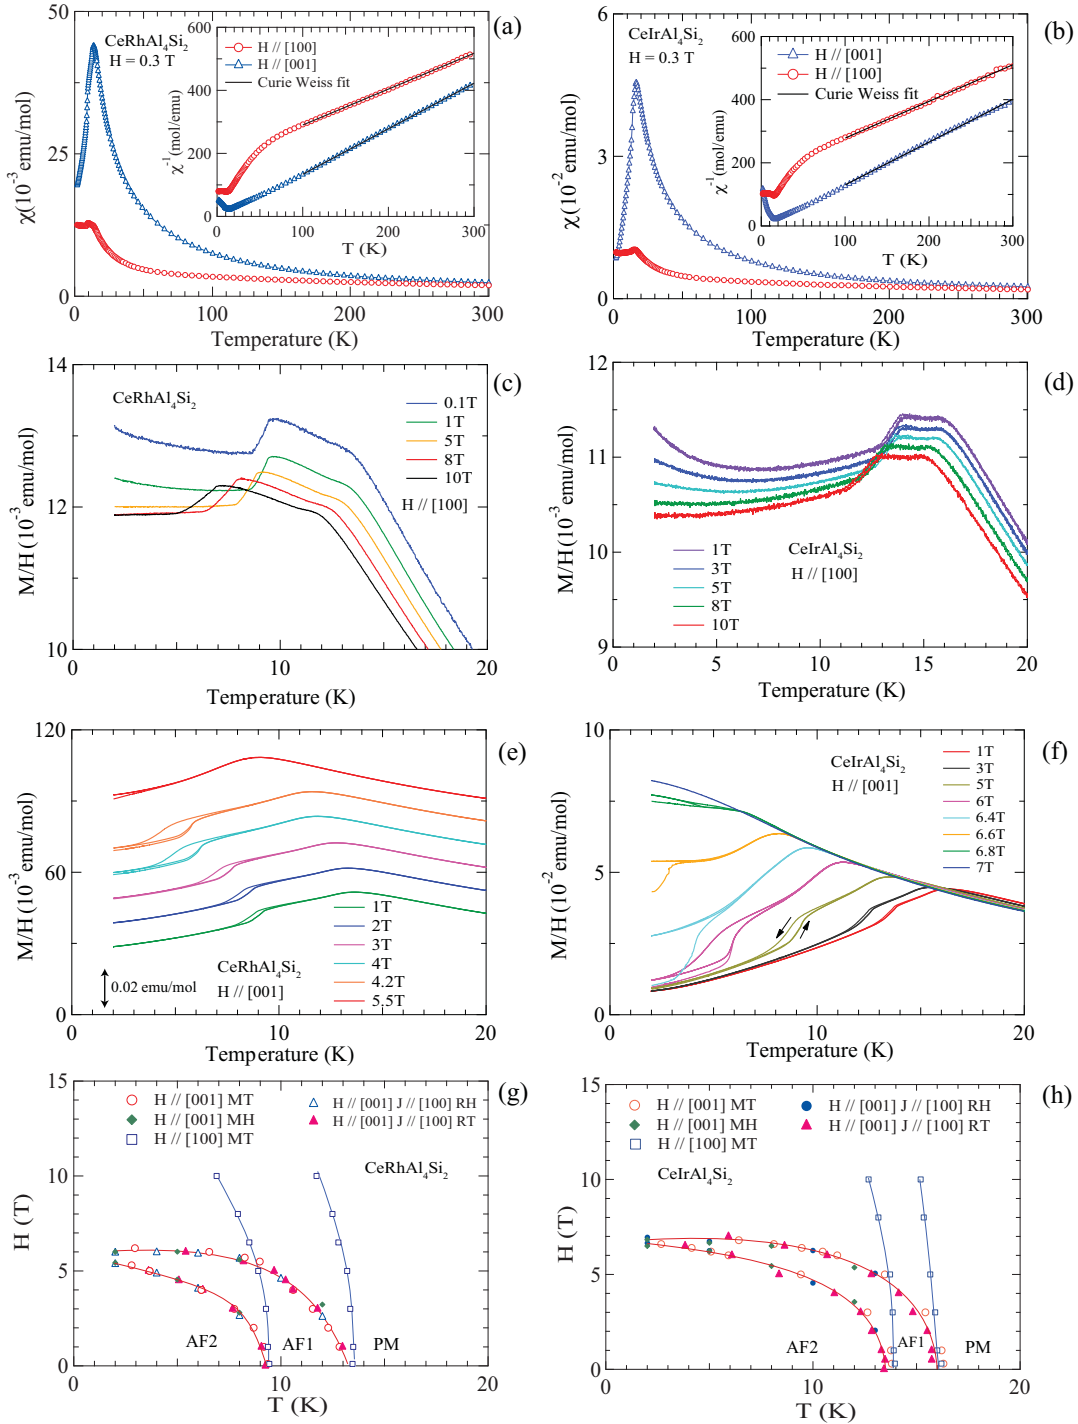 (a)
CeRhAl4Si2
H = 0.3 T
H // [100]
H // [001]
Curie Weiss fit
χ-1(mol/emu)
600
400
200
0
0
100
200
300
T (K)
χ(10-3 emu/mol)
50
25
0
0
100
200
300
Temperature (K)
(b)
CeIrAl4Si2
H = 0.3 T
H // [001]
H // [100]
Curie Weiss fit
χ-1(mol/emu)
600
400
200
0
0
100
200
300
T (K)
χ(10-2 emu/mol)
6
3
0
0
100
200
300
Temperature (K)
(c)
CeRhAl4Si2
0.1T
1T
5T
8T
10T
H // [100]
M/H (10-3 emu/mol)
14
13
12
10
0
10
20
Temperature (K)
(d)
1T
3T
5T
8T
10T
CeIrAl4Si2
H // [100]
M/H (10-3 emu/mol)
12
11
10
9
0
5
10
15
20
Temperature (K)
(e)
1T
2T
3T
4T
4.2T
5.5T
CeRhAl4Si2
H // [001]
0.02 emu/mol
M/H (10-3 emu/mol)
120
60
0
0
10
20
Temperature (K)
(f)
CeIrAl4Si2
H // [001]
1T
3T
5T
6T
6.4T
6.6T
6.8T
7T
M/H (10-2 emu/mol)
10
5
0
0
10
20
Temperature (K)
(g)
H // [001] MT
H // [001] MH
H // [100] MT
H // [001] J // [100] RH
H // [001] J // [100] RT
CeRhAl4Si2
AF2
AF1
PM
H (T)
15
10
5
0
0
10
20
T (K)
(h)
H // [001] MT
H // [001] MH
H // [100] MT
H // [001] J // [100] RH
H // [001] J // [100] RT
CeIrAl4Si2
AF2
AF1
PM
H (T)
15
10
5
0
0
10
20
T (K)